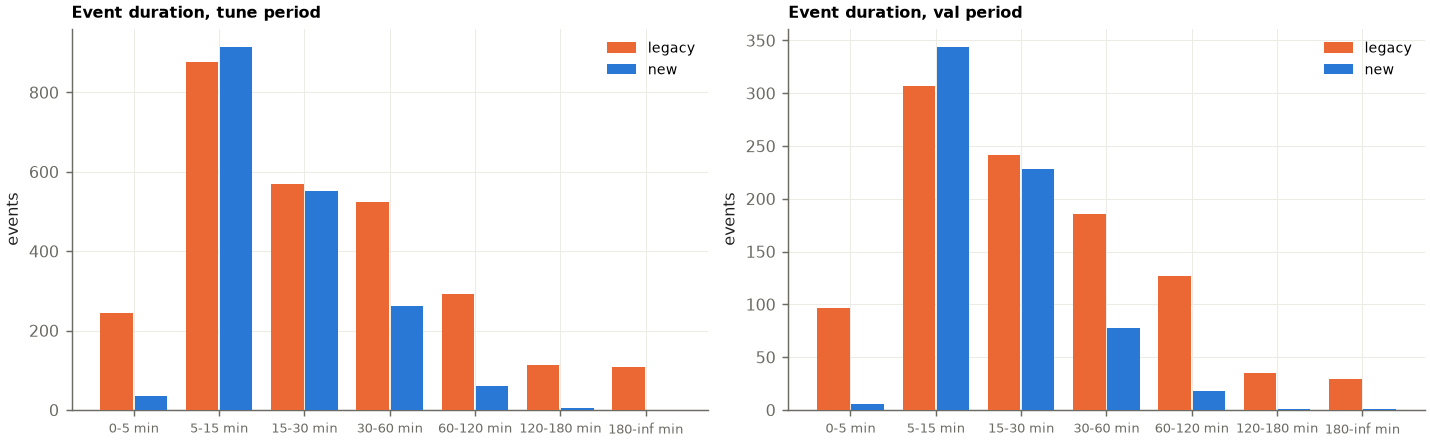 Event duration, tune period
legacy
new
events
800
600
400
200
0
0-5 min
5-15 min
15-30 min
30-60 min
60-120 min
120-180 min
180-inf min
Event duration, val period
legacy
new
events
350
300
250
200
150
100
50
0
0-5 min
5-15 min
15-30 min
30-60 min
60-120 min
120-180 min
180-inf min